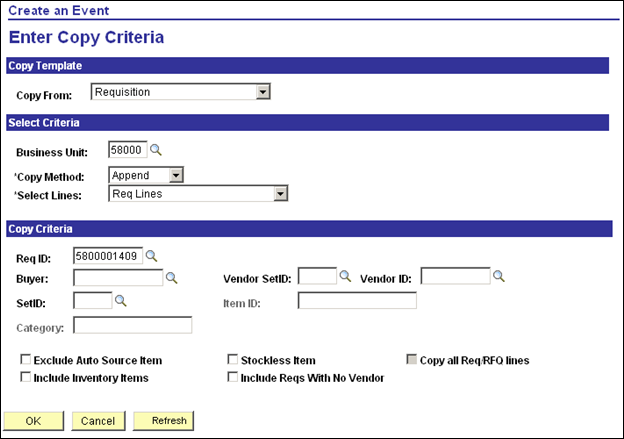 Create an Event
Enter Copy Criteria
Copy Template
Copy From: Requisition
Select Criteria
Business Unit: 58000
*Copy Method: Append
*Select Lines: Req Lines
Copy Criteria
Req ID: 5800001409
Buyer: Vendor SetID: Vendor ID:
SetID: Item ID:
Category:
Exclude Auto Source Item Stockless Item Copy all Req/RFQ lines
Include Inventory Items Include Reqs With No Vendor
OK Cancel Refresh